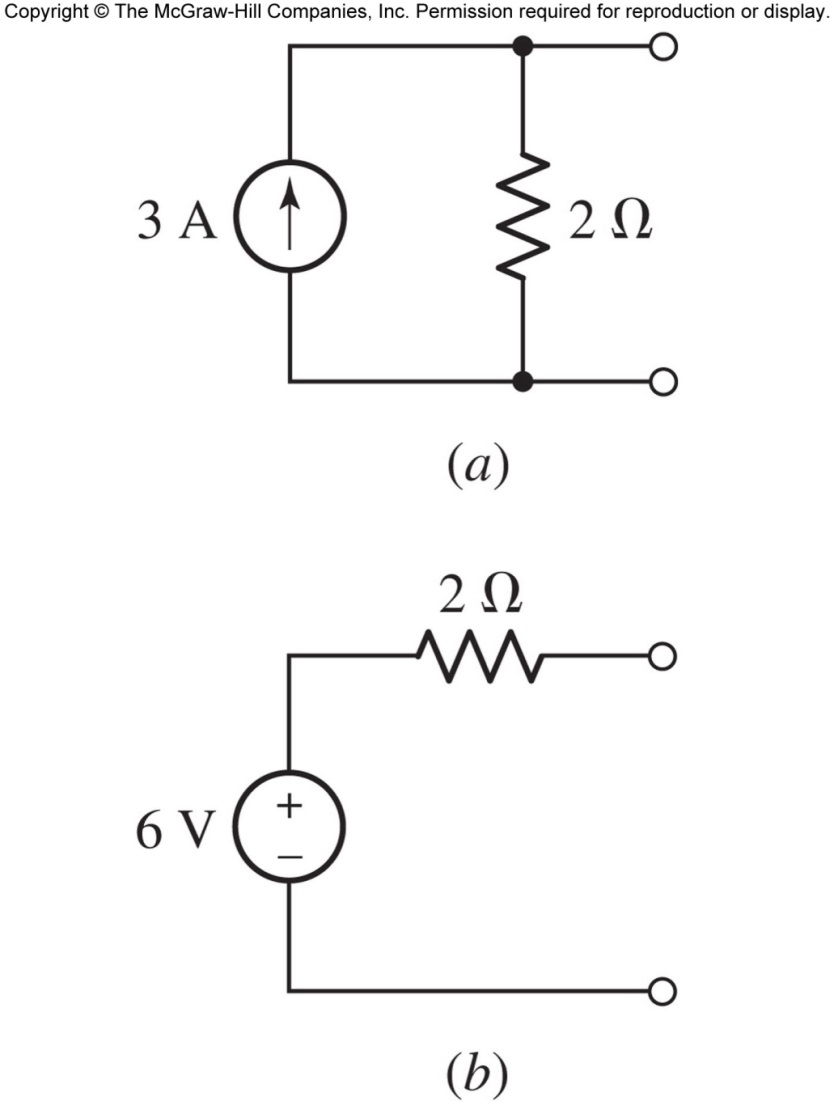 Copyright © The McGraw-Hill Companies, Inc. Permission required for reproduction or display.
3 A
2 Ω
(a)
2 Ω
6 V
+
–
(b)